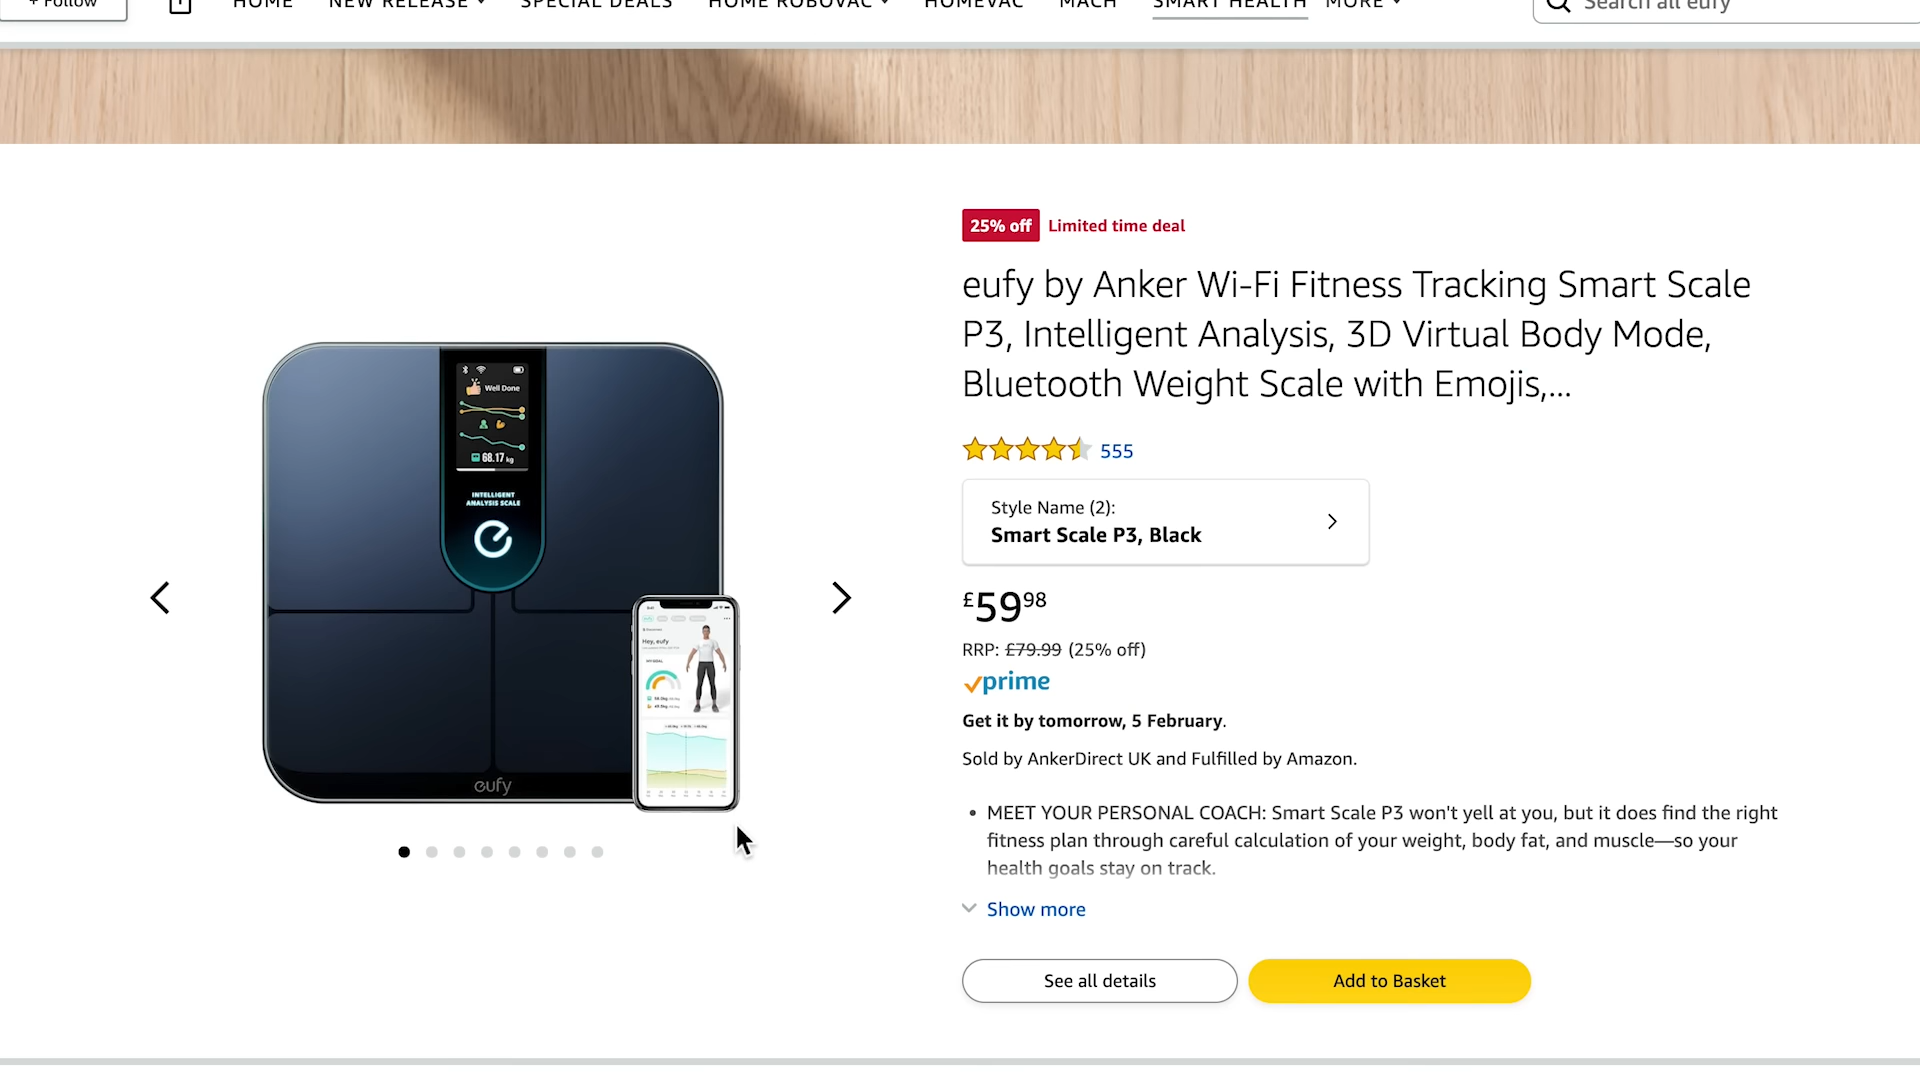 + Follow
HOME
NEW RELEASE
SPECIAL DEALS
HOME ROBOVAC
HOMEVAC
MACH
SMART HEALTH
MORE
Search all eufy
25% off Limited time deal
eufy by Anker Wi-Fi Fitness Tracking Smart Scale
P3, Intelligent Analysis, 3D Virtual Body Mode,
Bluetooth Weight Scale with Emojis,...
555
Style Name (2):
Smart Scale P3, Black
£5998
RRP: £79.99 (25% off)
prime
Get it by tomorrow, 5 February.
Sold by AnkerDirect UK and Fulfilled by Amazon.
• MEET YOUR PERSONAL COACH: Smart Scale P3 won't yell at you, but it does find the right
fitness plan through careful calculation of your weight, body fat, and muscle—so your
health goals stay on track.
Show more
See all details
Add to Basket
Well Done
68.17 kg
INTELLIGENT
ANALYSIS SCALE
eufy
Hey, eufy